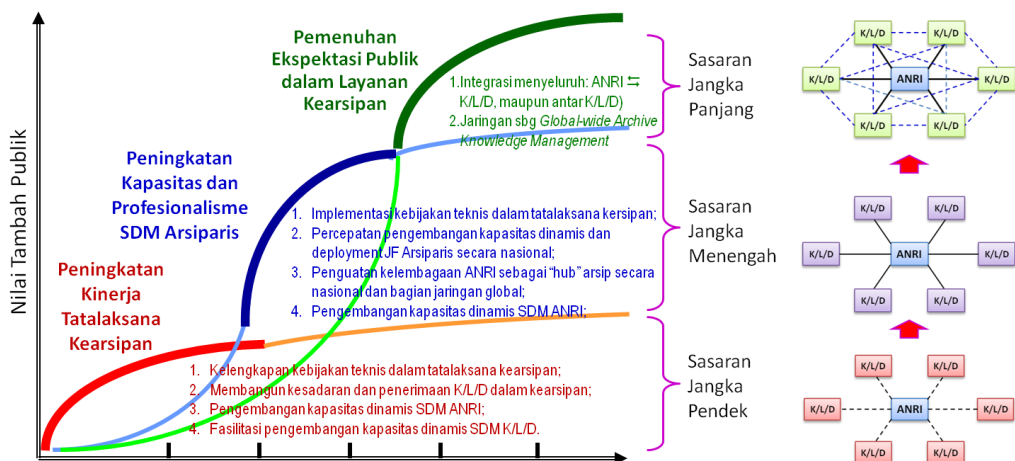 Nilai Tambah Publik
Peningkatan
Kinerja
Tatalaksana
Kearsipan
1. Kelengkapan kebijakan teknis dalam tatalaksana kearsipan;
2. Membangun kesadaran dan penerimaan K/L/D dalam kearsipan;
3. Pengembangan kapasitas dinamis SDM ANRI;
4. Fasilitasi pengembangan kapasitas dinamis SDM K/L/D.
Peningkatan
Kapasitas dan
Profesionalisme
SDM Arsiparis
1. Implementasi kebijakan teknis dalam tatalaksana kersipan;
2. Percepatan pengembangan kapasitas dinamis dan
deployment JF Arsiparis secara nasional;
3. Penguatan kelembagaan ANRI sebagai “hub” arsip secara
nasional dan bagian jaringan global;
4. Pengembangan kapasitas dinamis SDM ANRI;
Pemenuhan
Ekspektasi Publik
dalam Layanan
Kearsipan
1.Integrasi menyeluruh: ANRI ⇆
K/L/D, maupun antar K/L/D)
2.Jaringan sbg Global-wide Archive
Knowledge Management
Sasaran
Jangka
Panjang
Sasaran
Jangka
Menengah
Sasaran
Jangka
Pendek
K/L/D K/L/D
K/L/D ANRI K/L/D
K/L/D K/L/D
K/L/D K/L/D
K/L/D ANRI K/L/D
K/L/D K/L/D
K/L/D K/L/D
K/L/D ANRI K/L/D
K/L/D K/L/D